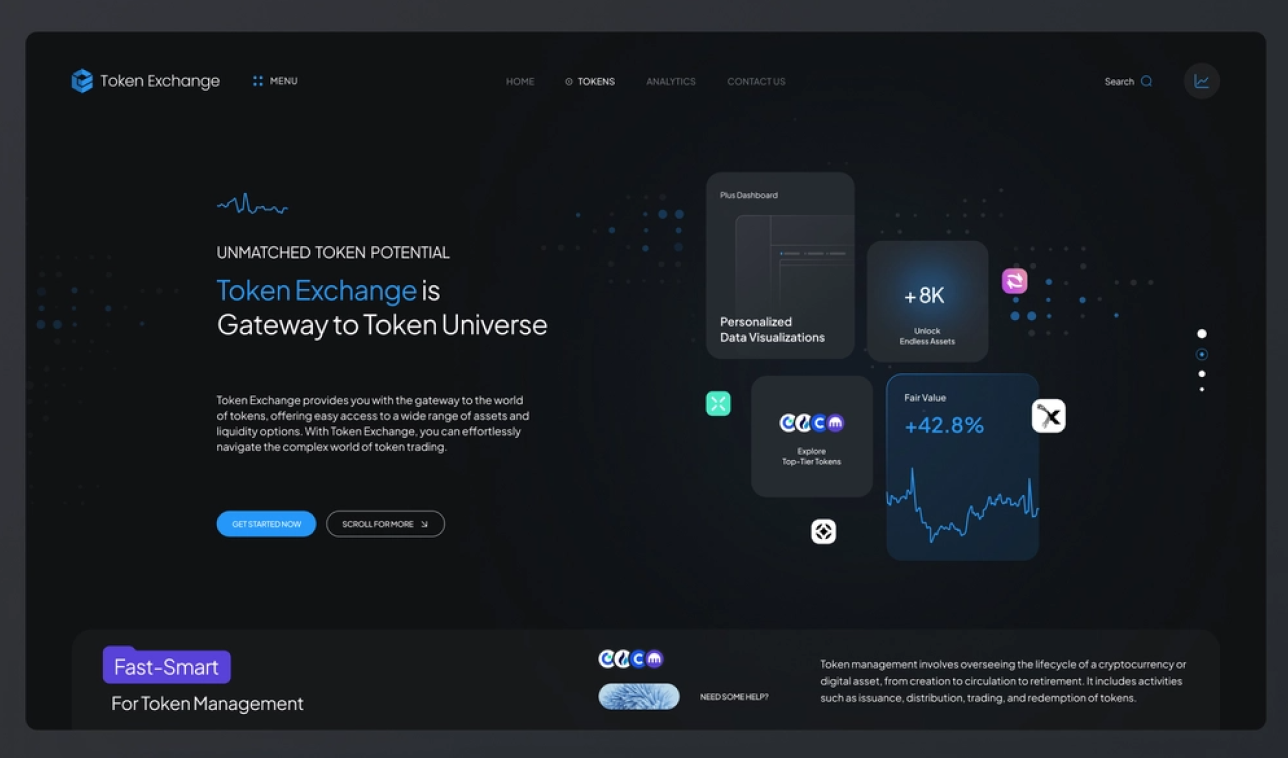 Token Exchange
MENU
HOME
TOKENS
ANALYTICS
CONTACT US
Search
UNMATCHED TOKEN POTENTIAL
Token Exchange is
Gateway to Token Universe
Token Exchange provides you with the gateway to the world
of tokens, offering easy access to a wide range of assets and
liquidity options. With Token Exchange, you can effortlessly
navigate the complex world of token trading.
GET STARTED NOW
SCROLL FOR MORE
Plus Dashboard
Personalized
Data Visualizations
+8K
Unlock
Endless Assets
Explore
Top-Tier Tokens
Fair Value
+42.8%
Fast-Smart
For Token Management
NEED SOME HELP?
Token management involves overseeing the lifecycle of a cryptocurrency or
digital asset, from creation to circulation to retirement. It includes activities
such as issuance, distribution, trading, and redemption of tokens.